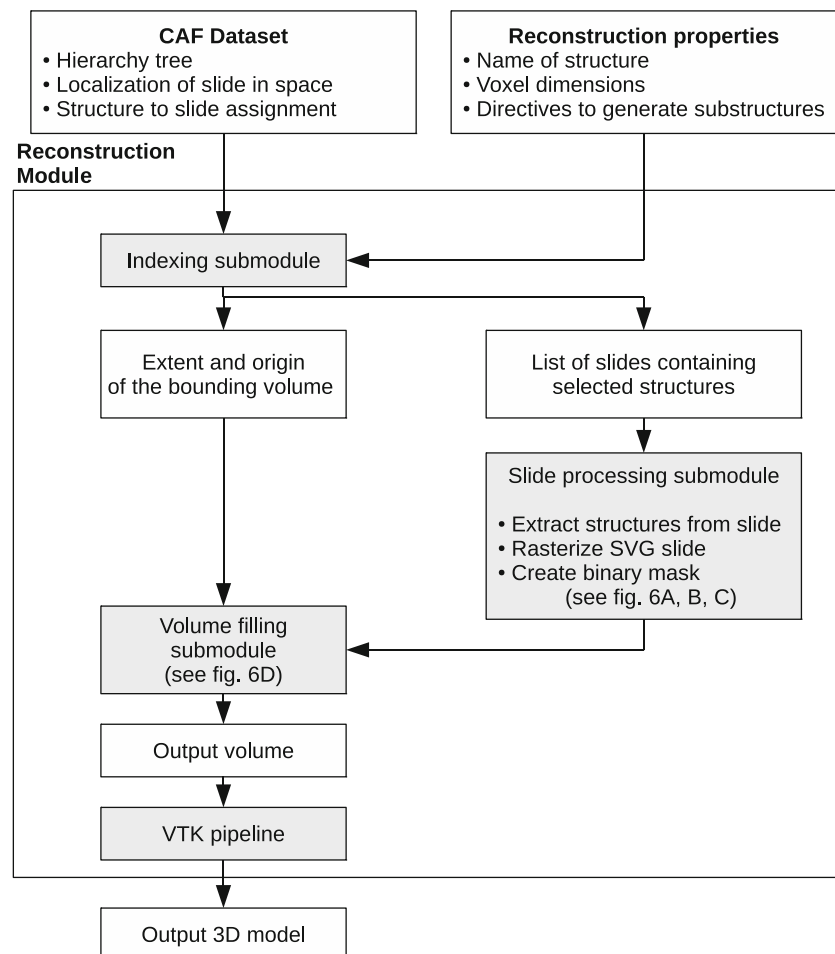 CAF Dataset
• Hierarchy tree
• Localization of slide in space
• Structure to slide assignment
Reconstruction properties
• Name of structure
• Voxel dimensions
• Directives to generate substructures
Reconstruction
Module
Indexing submodule
Extent and origin
of the bounding volume
List of slides containing
selected structures
Slide processing submodule
• Extract structures from slide
• Rasterize SVG slide
• Create binary mask
(see fig. 6A, B, C)
Volume filling
submodule
(see fig. 6D)
Output volume
VTK pipeline
Output 3D model